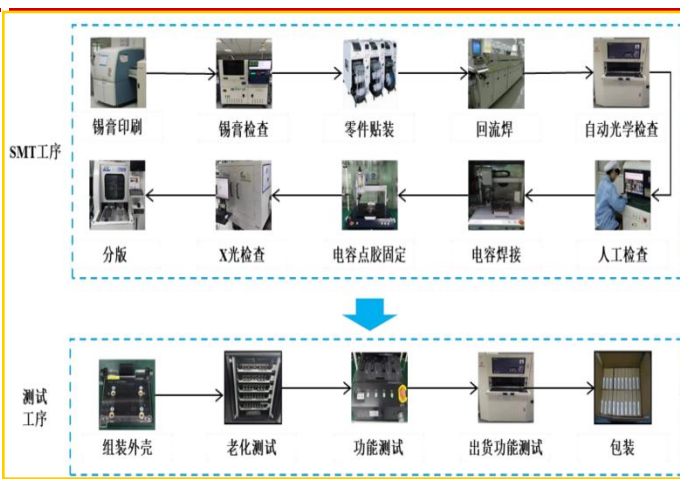 锡膏印刷
锡膏检查
零件贴装
回流焊
自动光学检查
SMT工序
分版
X光检查
电容点胶固定
电容焊接
人工检查
测试
工序
组装外壳
老化测试
功能测试
出货功能测试
包装